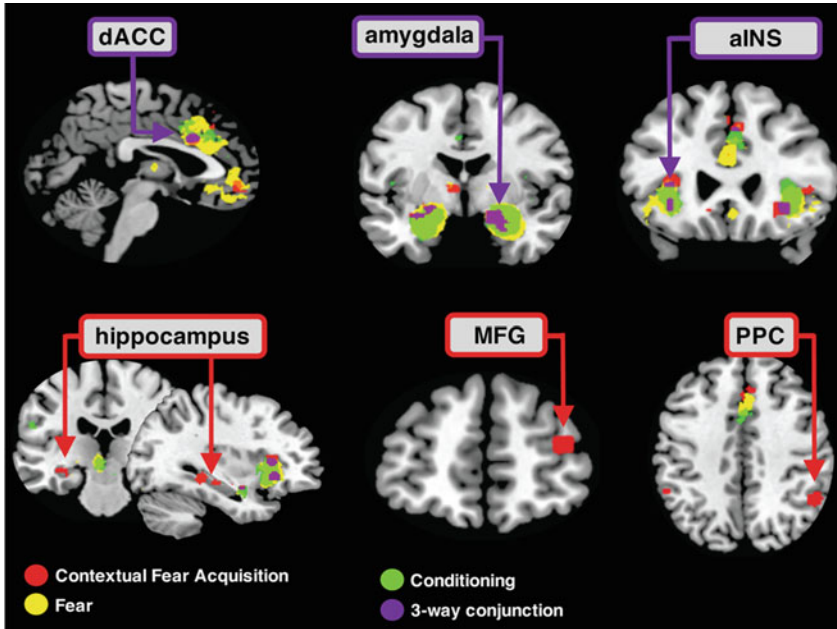 dACC
amygdala
aINS
hippocampus
MFG
PPC
Contextual Fear Acquisition
Fear
Conditioning
3-way conjunction